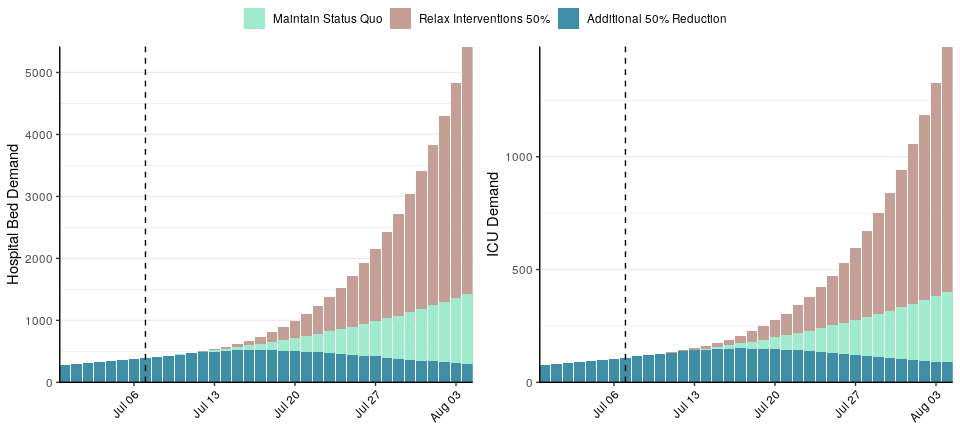 Maintain Status Quo Relax Interventions 50% Additional 50% Reduction
Hospital Bed Demand
5000
4000
3000
2000
1000
0
Jul 06 Jul 13 Jul 20 Jul 27 Aug 03
ICU Demand
1000
500
0
Jul 06 Jul 13 Jul 20 Jul 27 Aug 03